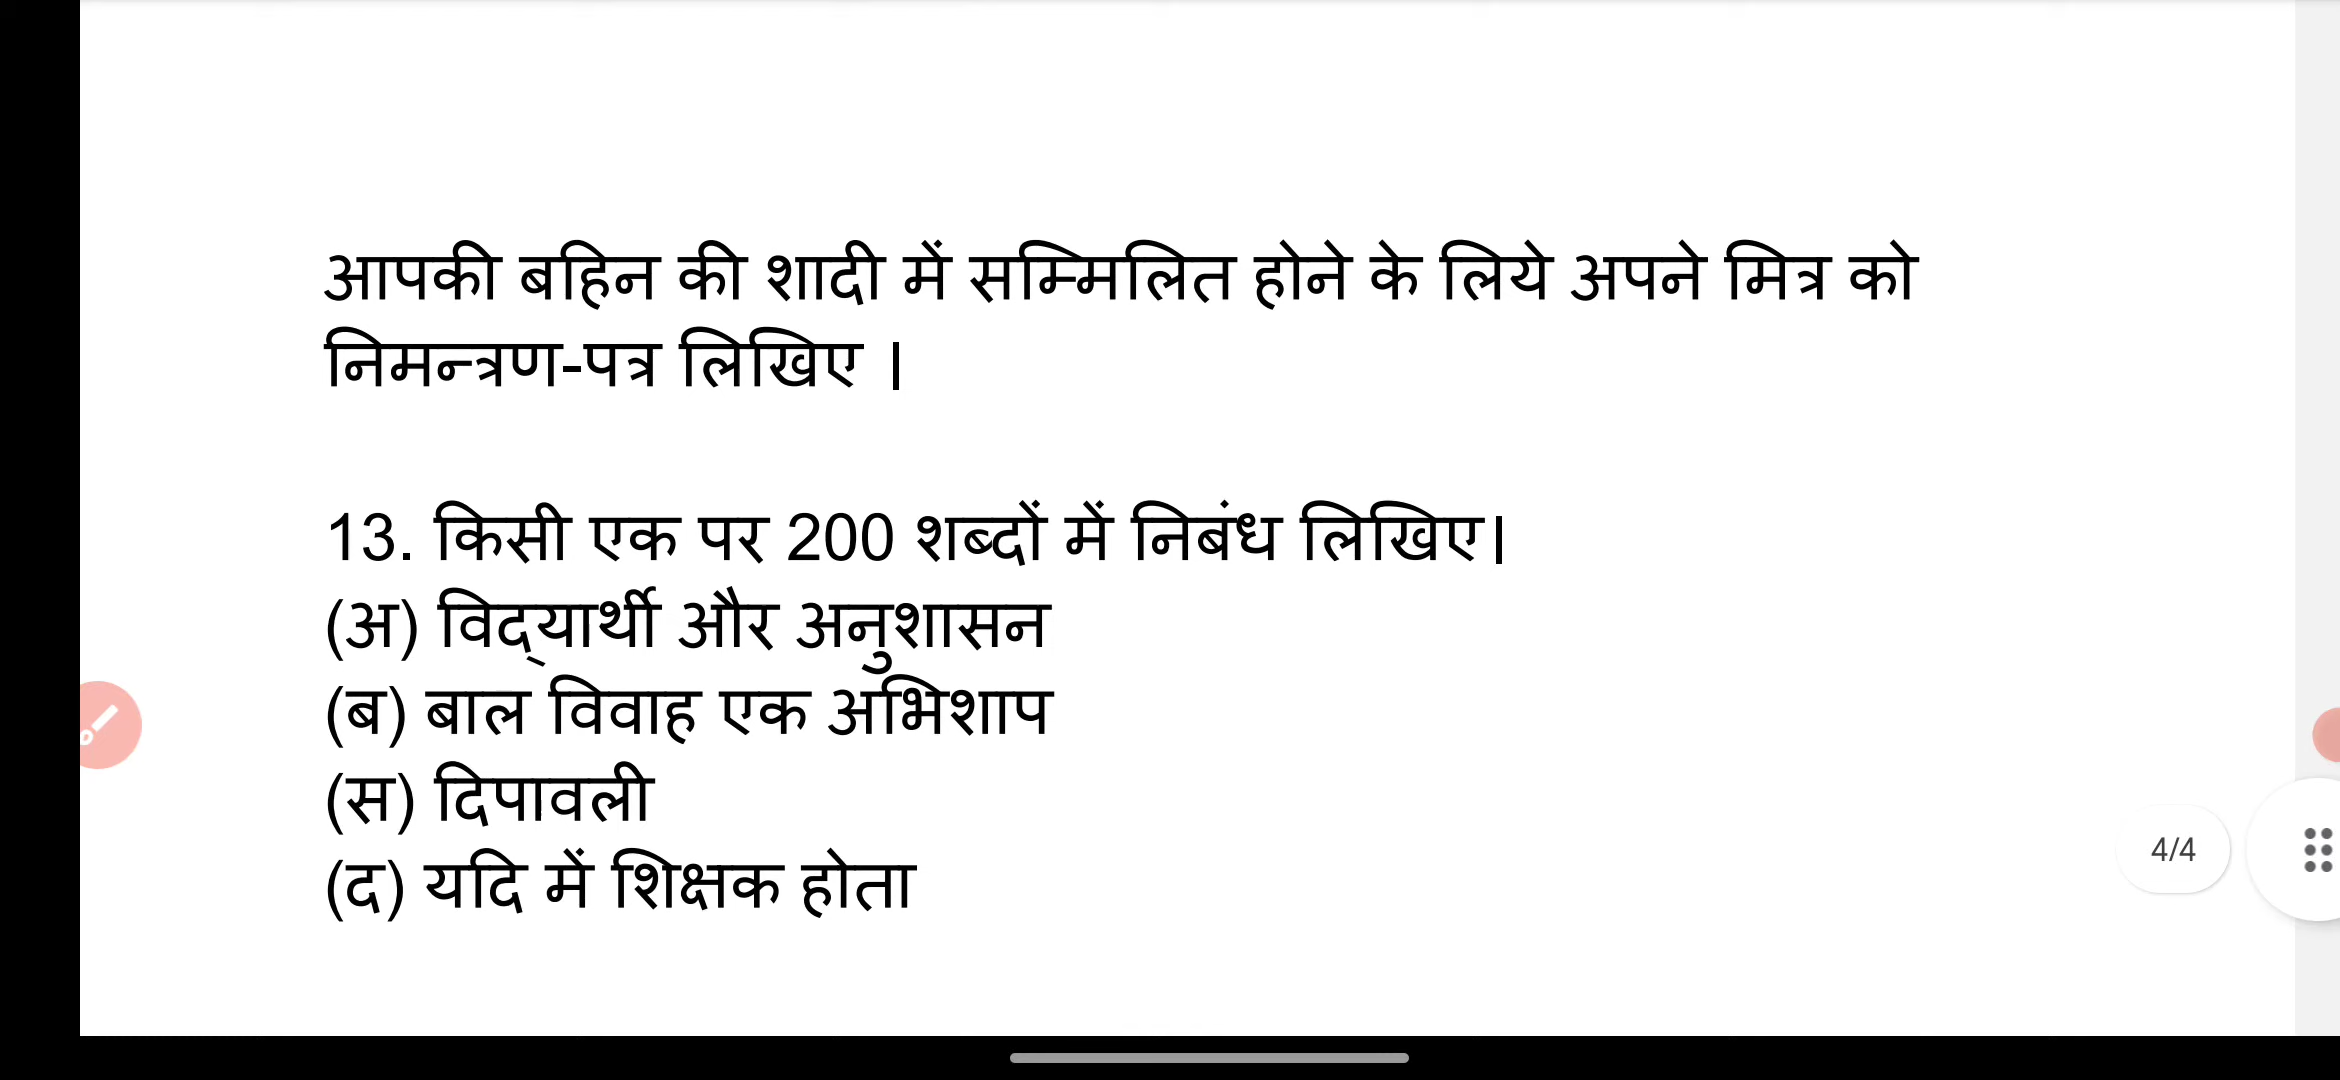 आपकी बहिन की शादी में सम्मिलित होने के लिये अपने मित्र को
निमन्त्रण-पत्र लिखिए ।
13. किसी एक पर 200 शब्दों में निबंध लिखिए।
(अ) विद्‌यार्थी और अनुशासन
(ब) बाल विवाह एक अभिशाप
(स) दिपावली
(द) यदि में शिक्षक होता
4/4